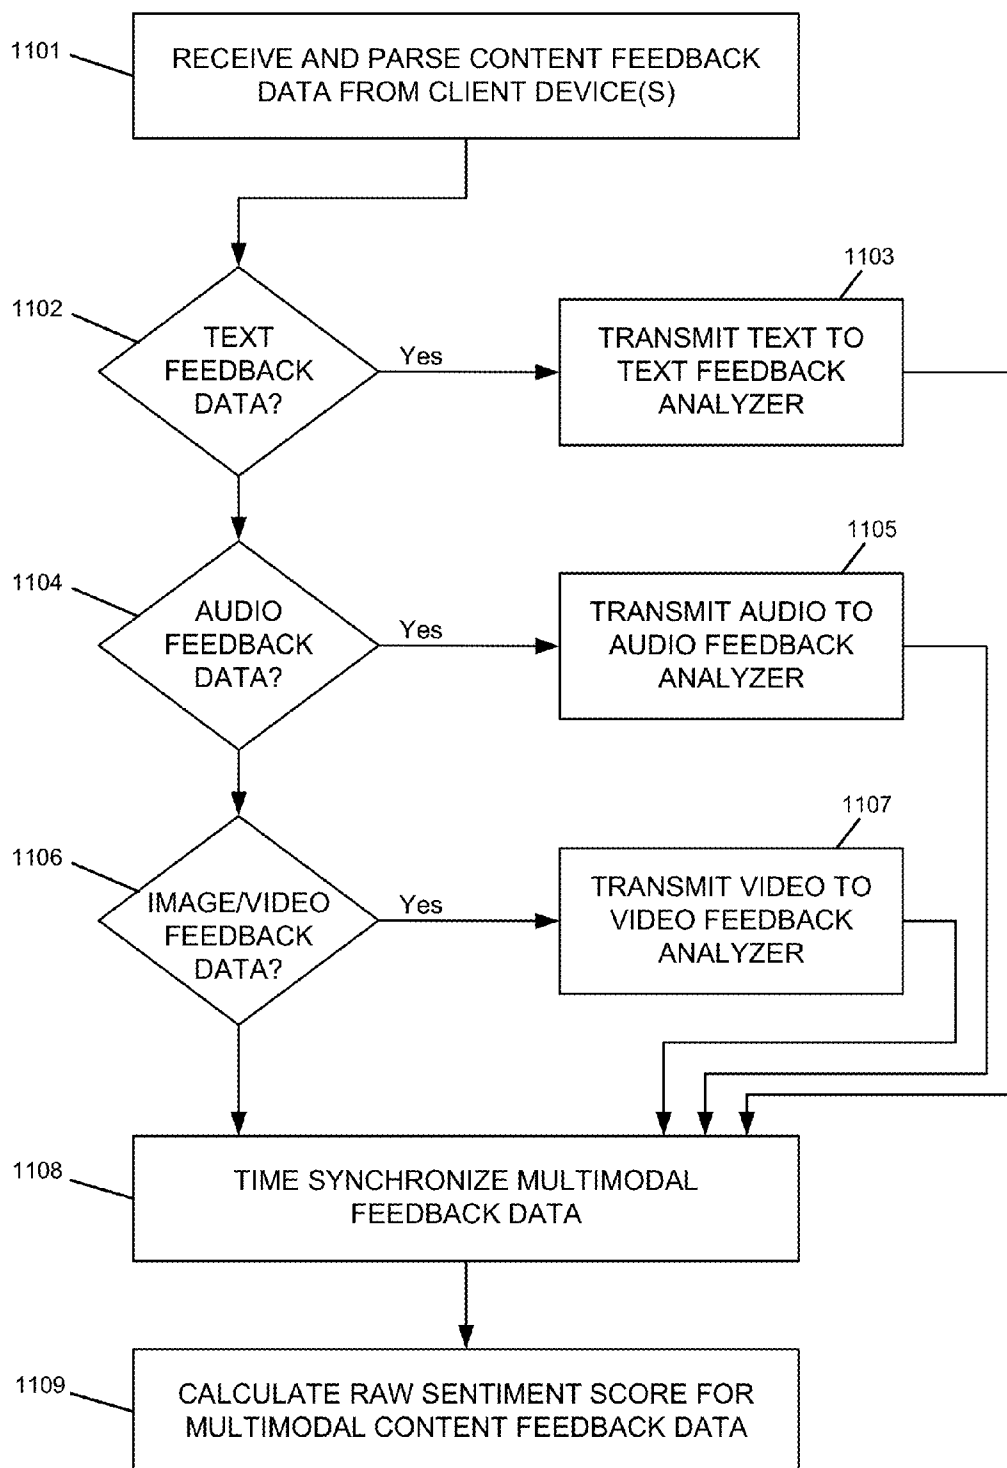 1101
RECEIVE AND PARSE CONTENT FEEDBACK
DATA FROM CLIENT DEVICE(S)
1102
TEXT
FEEDBACK
DATA?
Yes
1103
TRANSMIT TEXT TO
TEXT FEEDBACK
ANALYZER
1104
AUDIO
FEEDBACK
DATA?
Yes
1105
TRANSMIT AUDIO TO
AUDIO FEEDBACK
ANALYZER
1106
IMAGE/VIDEO
FEEDBACK
DATA?
Yes
1107
TRANSMIT VIDEO TO
VIDEO FEEDBACK
ANALYZER
1108
TIME SYNCHRONIZE MULTIMODAL
FEEDBACK DATA
1109
CALCULATE RAW SENTIMENT SCORE FOR
MULTIMODAL CONTENT FEEDBACK DATA